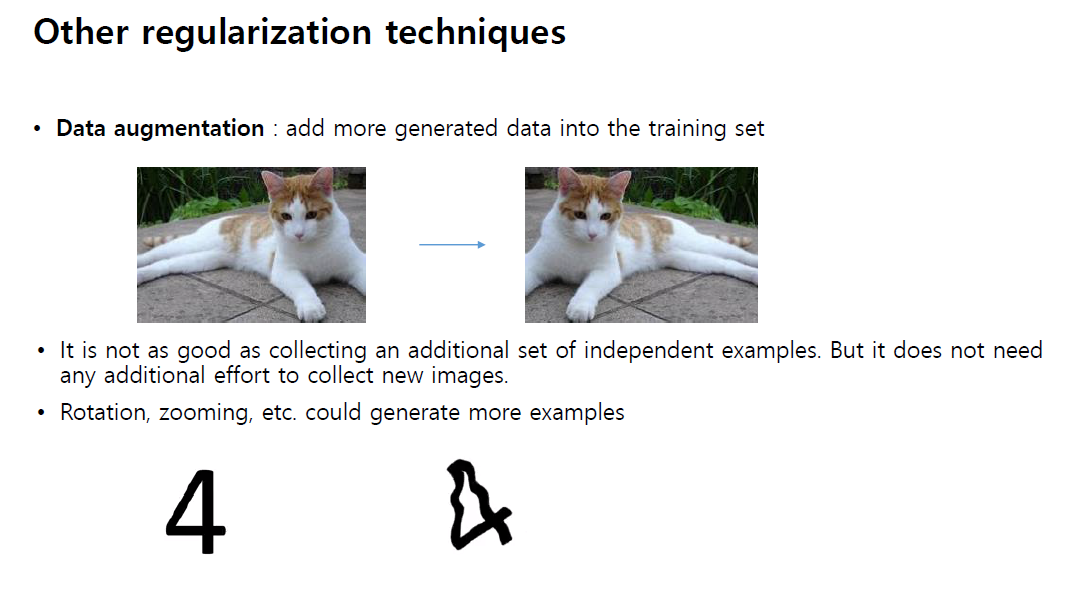 Other regularization techniques
• Data augmentation : add more generated data into the training set
• It is not as good as collecting an additional set of independent examples. But it does not need
any additional effort to collect new images.
• Rotation, zooming, etc. could generate more examples
4 4